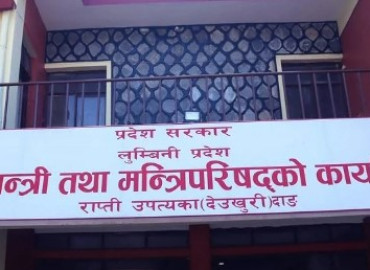 प्रदेश सरकार
लुम्बिनी प्रदेश
न्त्री तथा मन्त्रिपरिषद्को काय
राप्ती उपत्यका(देउखुरी)दाङ